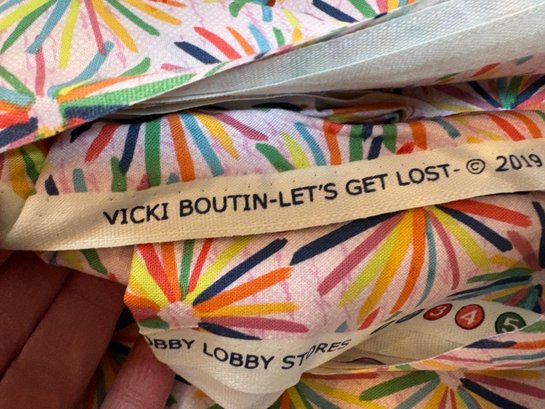 VICKI BOUTIN-LET'S GET LOST- © 2019
OBBY LOBBY STORES
3 4 5